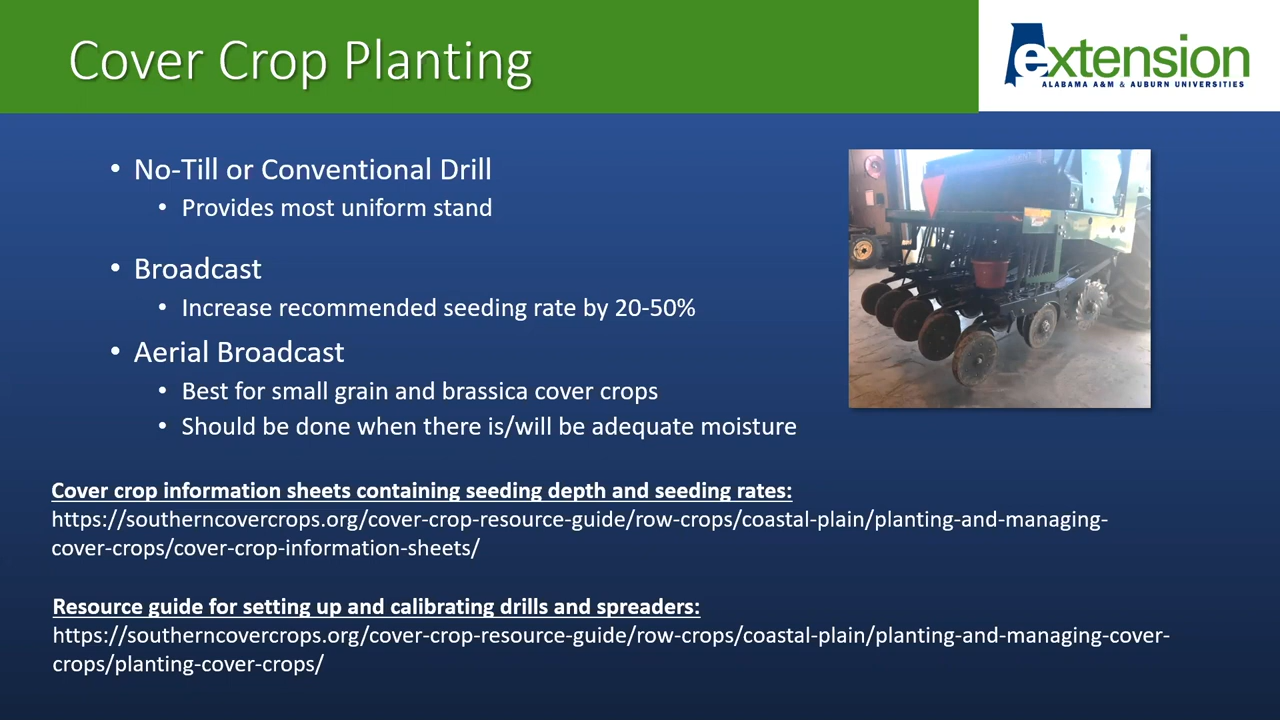 Cover Crop Planting
extension
ALABAMA A&M & AUBURN UNIVERSITIES
• No-Till or Conventional Drill
• Provides most uniform stand
• Broadcast
• Increase recommended seeding rate by 20-50%
• Aerial Broadcast
• Best for small grain and brassica cover crops
• Should be done when there is/will be adequate moisture
Cover crop information sheets containing seeding depth and seeding rates:
https://southerncovercrops.org/cover-crop-resource-guide/row-crops/coastal-plain/planting-and-managing-
cover-crops/cover-crop-information-sheets/
Resource guide for setting up and calibrating drills and spreaders:
https://southerncovercrops.org/cover-crop-resource-guide/row-crops/coastal-plain/planting-and-managing-cover-
crops/planting-cover-crops/